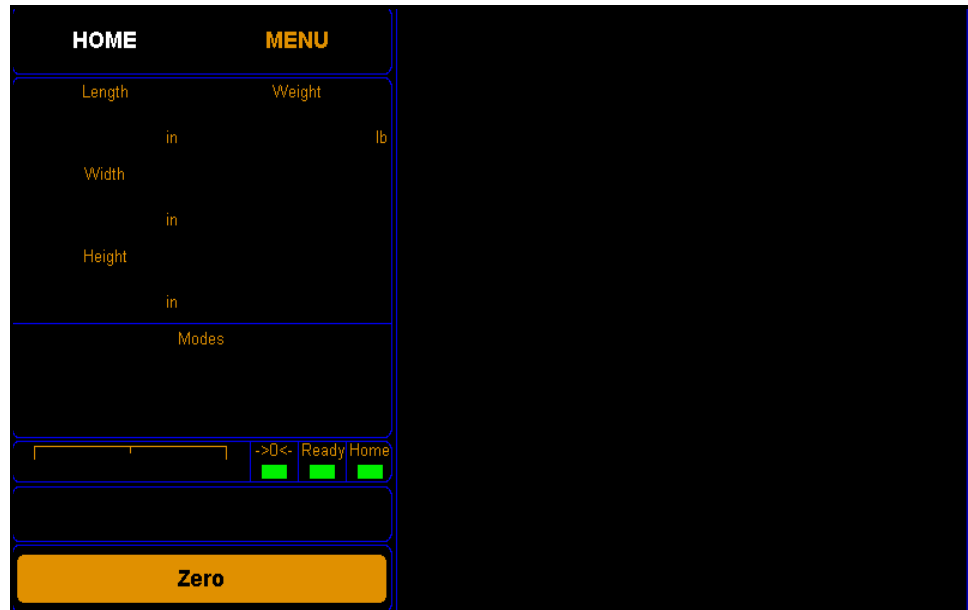 HOME MENU
Length Weight
in lb
Width
in
Height
in
Modes
->0<- Ready Home
Zero